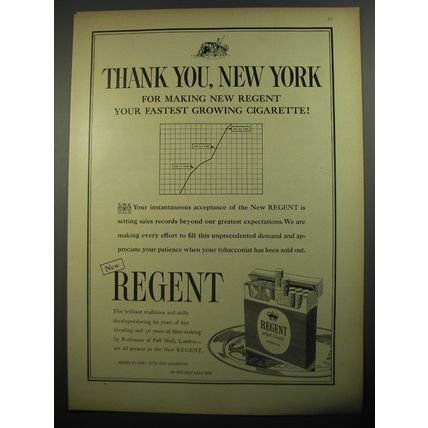 THANK YOU, NEW YORK
FOR MAKING NEW REGENT
YOUR FASTEST GROWING CIGARETTE!
Your instantaneous acceptance of the New REGENT is
setting sales records beyond our greatest expectations. We are
making every effort to fill this unprecedented demand and ap-
preciate your patience when your tobacconist has been sold out.
New
REGENT
The brilliant traditions and skills
developed during 60 years of fine
blending and 50 years of filter-making
by Rothmans of Pall Mall, London—
are all present in the New REGENT.
REGENT